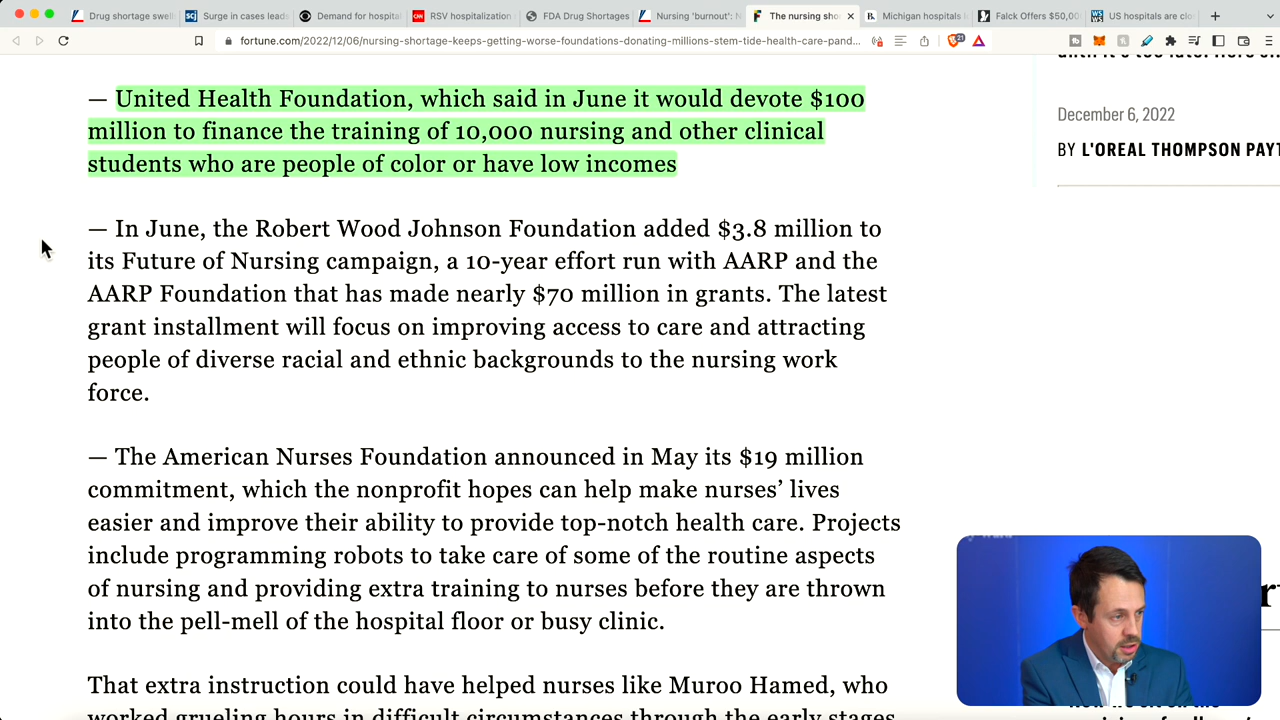 Drug shortage swell
Surge in cases leads
Demand for hospital
RSV hospitalization
FDA Drug Shortages
Nursing 'burnout': N
The nursing sho
Michigan hospitals l
Falck Offers $50,00
US hospitals are clo
fortune.com/2022/12/06/nursing-shortage-keeps-getting-worse-foundations-donating-millions-stem-tide-health-care-pand...
— United Health Foundation, which said in June it would devote $100
million to finance the training of 10,000 nursing and other clinical
students who are people of color or have low incomes
— In June, the Robert Wood Johnson Foundation added $3.8 million to
its Future of Nursing campaign, a 10-year effort run with AARP and the
AARP Foundation that has made nearly $70 million in grants. The latest
grant installment will focus on improving access to care and attracting
people of diverse racial and ethnic backgrounds to the nursing work
force.
— The American Nurses Foundation announced in May its $19 million
commitment, which the nonprofit hopes can help make nurses’ lives
easier and improve their ability to provide top-notch health care. Projects
include programming robots to take care of some of the routine aspects
of nursing and providing extra training to nurses before they are thrown
into the pell-mell of the hospital floor or busy clinic.
That extra instruction could have helped nurses like Muroo Hamed, who
worked grueling hours in difficult circumstances through the early stages
December 6, 2022
BY L'OREAL THOMPSON PAYT